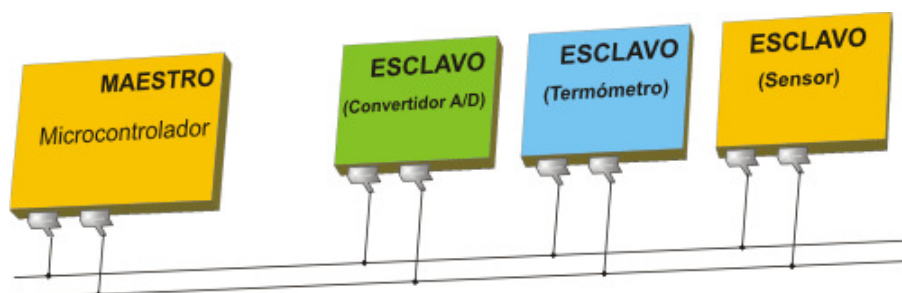 MAESTRO
Microcontrolador
ESCLAVO
(Convertidor A/D)
ESCLAVO
(Termómetro)
ESCLAVO
(Sensor)